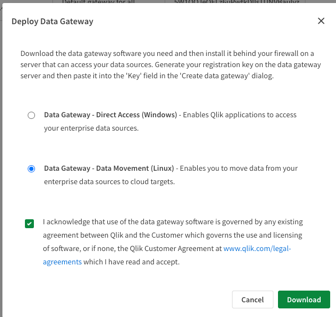 Deploy Data Gateway
Download the data gateway software you need and then install it behind your firewall on
a server that can access your data sources. Generate your registration key on the data gateway
server and then paste it into the 'Key' field in the 'Create data gateway' dialog.
Data Gateway - Direct Access (Windows) - Enables Qlik applications to access
your enterprise data sources.
Data Gateway - Data Movement (Linux) - Enables you to move data from your
enterprise data sources to cloud targets.
I acknowledge that use of the data gateway software is governed by any existing
agreement between Qlik and the Customer which governs the use and licensing
of software, or if none, the Qlik Customer Agreement at www.qlik.com/legal-
agreements which I have read and accept.
Cancel
Download